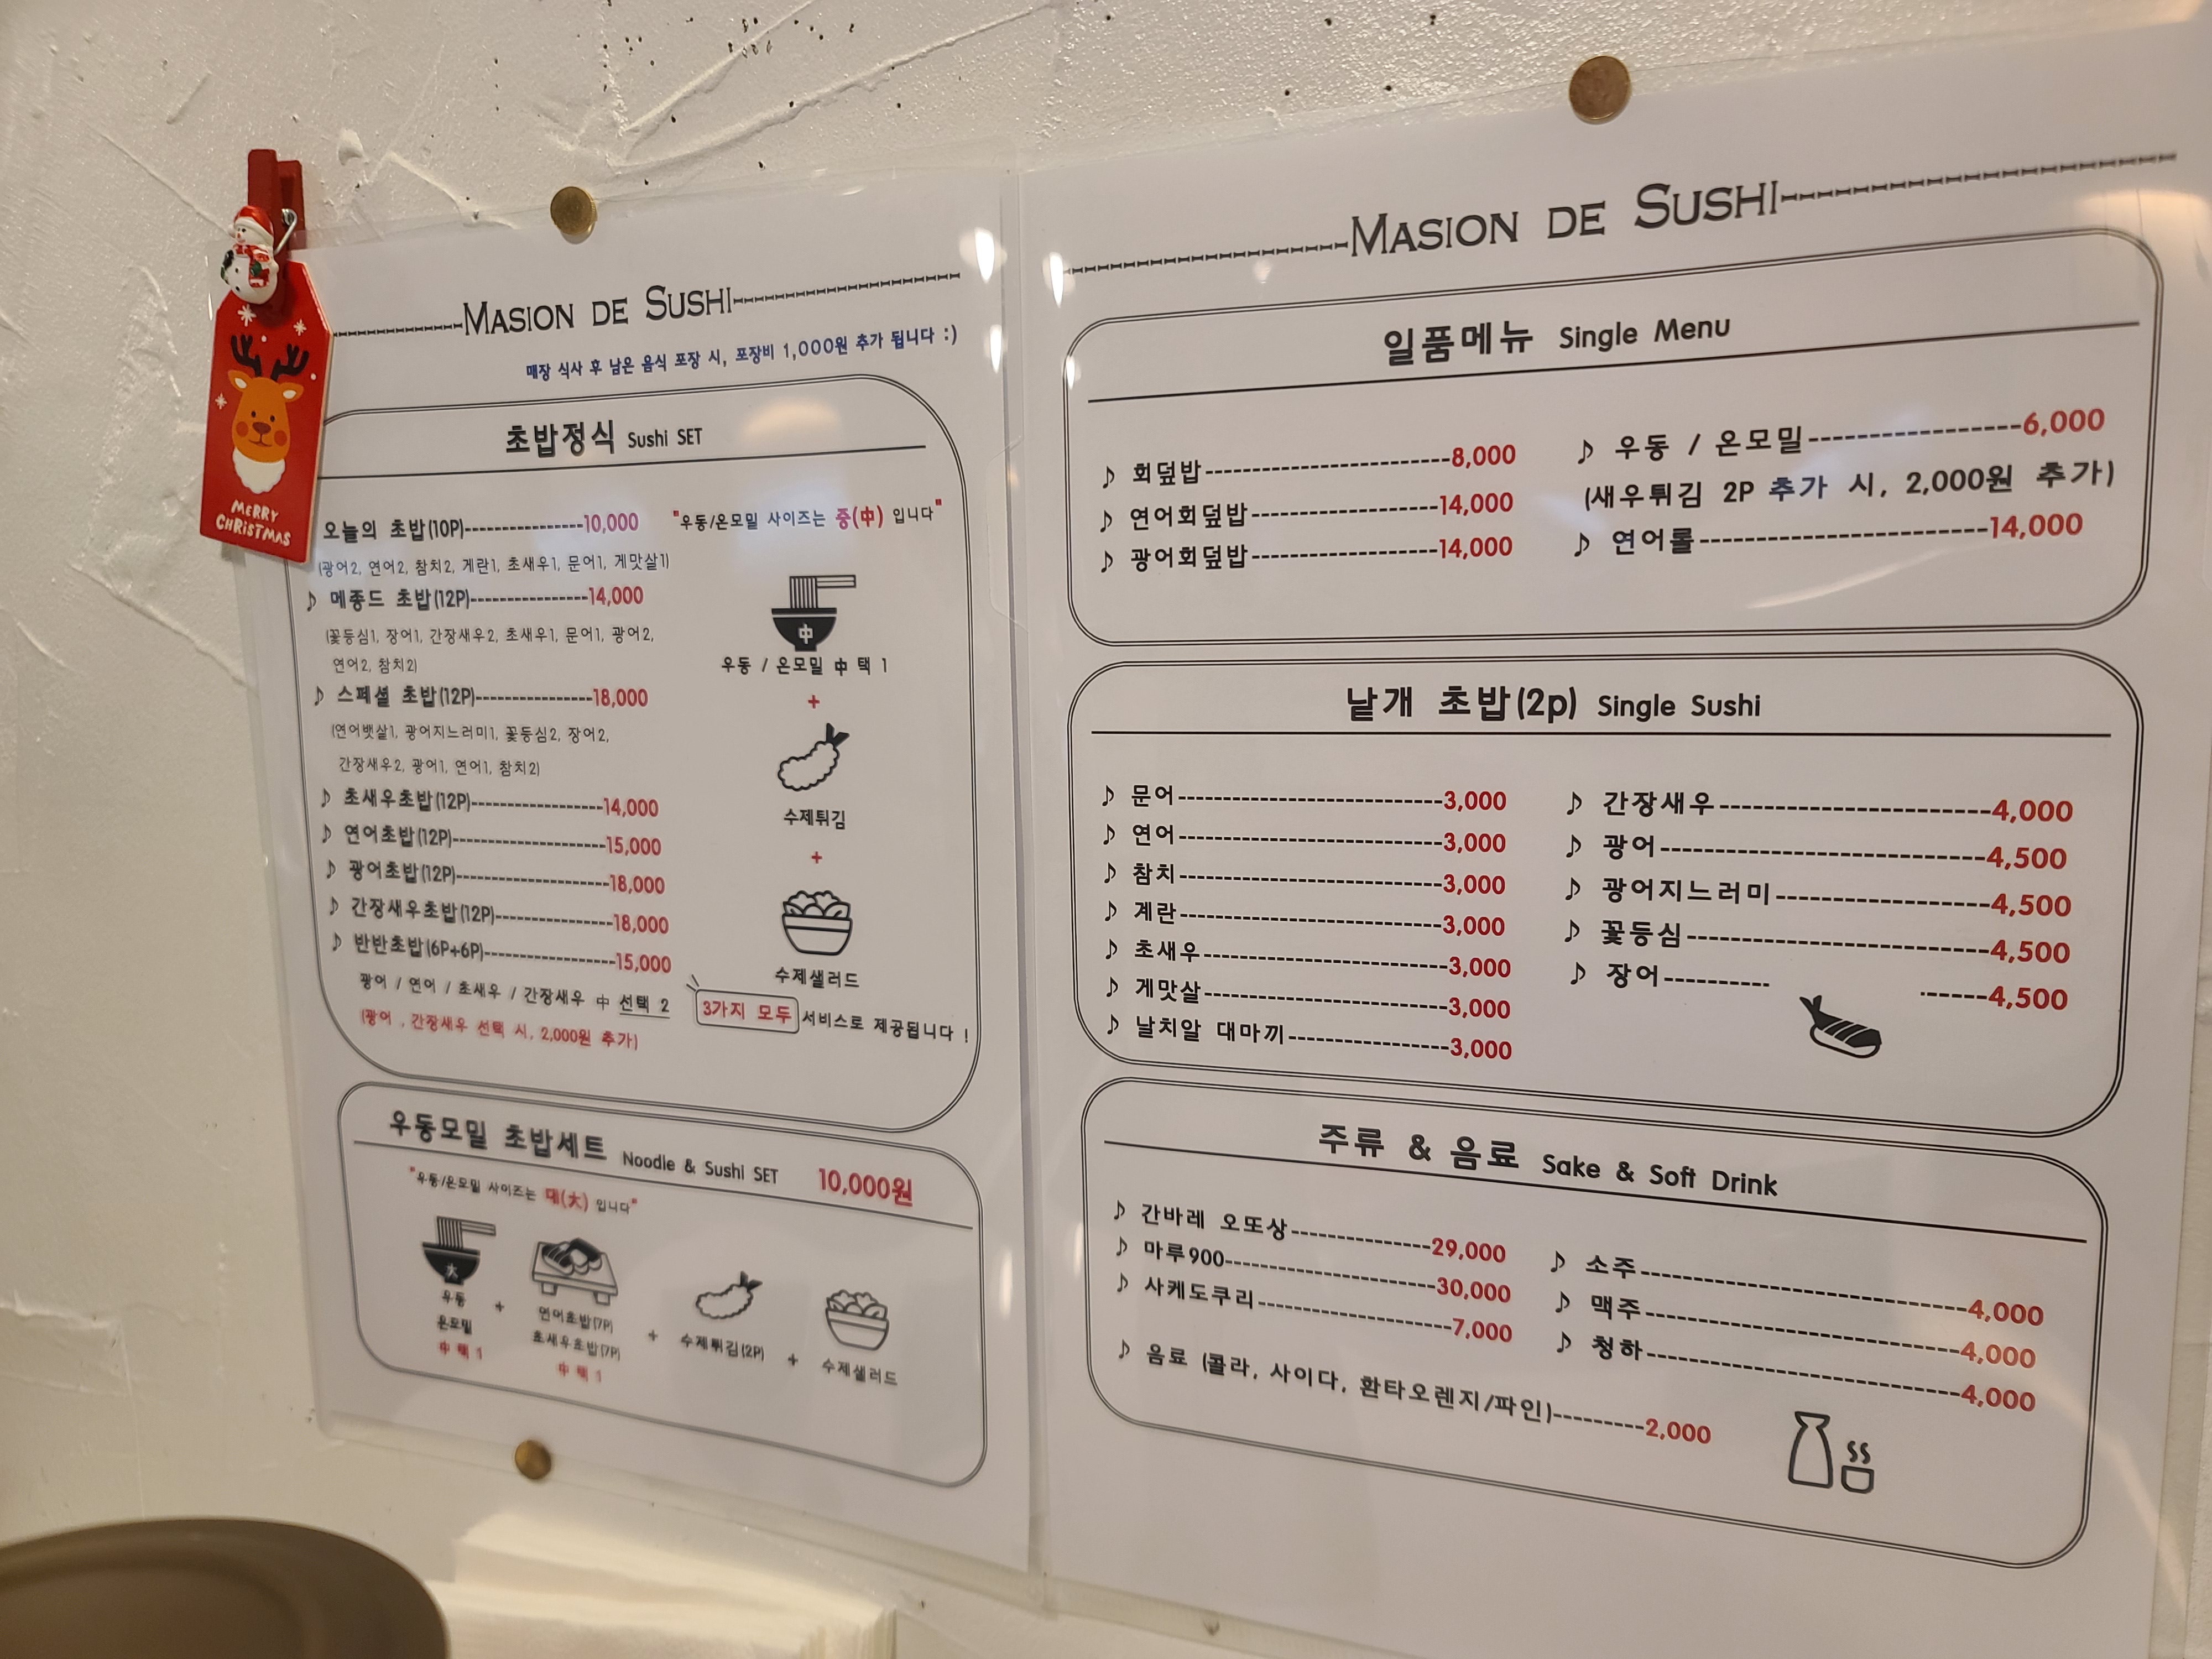 MERRY
CHRISTMAS
MASION DE SUSHI
매장 식사 후 남은 음식 포장 시, 포장비 1,000원 추가 됩니다 :)
초밥정식 Sushi SET
오늘의 초밥(10P)----------------10,000
(광어2, 연어2, 참치2, 계란1, 초새우1, 문어1, 게맛살1)
♪ 메종드 초밥(12P)----------------14,000
(꽃등심1, 장어1, 간장새우2, 초새우1, 문어1, 광어2,
연어2, 참치2)
♪ 스페셜 초밥(12P)----------------18,000
(연어뱃살1, 광어지느러미1, 꽃등심2, 장어2,
간장새우2, 광어1, 연어1, 참치2)
♪ 초새우초밥(12P)------------------14,000
♪ 연어초밥(12P)---------------------15,000
♪ 광어초밥(12P)---------------------18,000
♪ 간장새우초밥(12P)----------------18,000
♪ 반반초밥(6P+6P)------------------15,000
광어 / 연어 / 초새우 / 간장새우 中 선택 2
(광어 , 간장새우 선택 시, 2,000원 추가)
"우동/온모밀 사이즈는 중(中) 입니다"
中
우동 / 온모밀 中 택 1
+
수제튀김
+
수제샐러드
3가지 모두 서비스로 제공됩니다 !
우동모밀 초밥세트 Noodle & Sushi SET 10,000원
"우동/온모밀 사이즈는 대(大) 입니다"
大
우동
온모밀
中 택 1
+
연어초밥(7P)
초새우초밥(7P)
中 택 1
+
수제튀김(2P)
+
수제샐러드
MASION DE SUSHI
일품메뉴 Single Menu
♪ 회덮밥--------------------------8,000
♪ 연어회덮밥--------------------14,000
♪ 광어회덮밥--------------------14,000
♪ 우동 / 온모밀------------------6,000
(새우튀김 2P 추가 시, 2,000원 추가)
♪ 연어롤------------------------14,000
낱개 초밥(2p) Single Sushi
♪ 문어-----------------------------3,000
♪ 연어-----------------------------3,000
♪ 참치-----------------------------3,000
♪ 계란-----------------------------3,000
♪ 초새우---------------------------3,000
♪ 게맛살---------------------------3,000
♪ 날치알 대마끼------------------3,000
♪ 간장새우------------------------4,000
♪ 광어-----------------------------4,500
♪ 광어지느러미-------------------4,500
♪ 꽃등심--------------------------4,500
♪ 장어----------- ------4,500
주류 & 음료 Sake & Soft Drink
♪ 간바레 오또상----------------29,000
♪ 마루900------------------------30,000
♪ 사케도쿠리----------------------7,000
♪ 음료 (콜라, 사이다, 환타오렌지/파인)---------2,000
♪ 소주-----------------------------4,000
♪ 맥주-----------------------------4,000
♪ 청하-----------------------------4,000